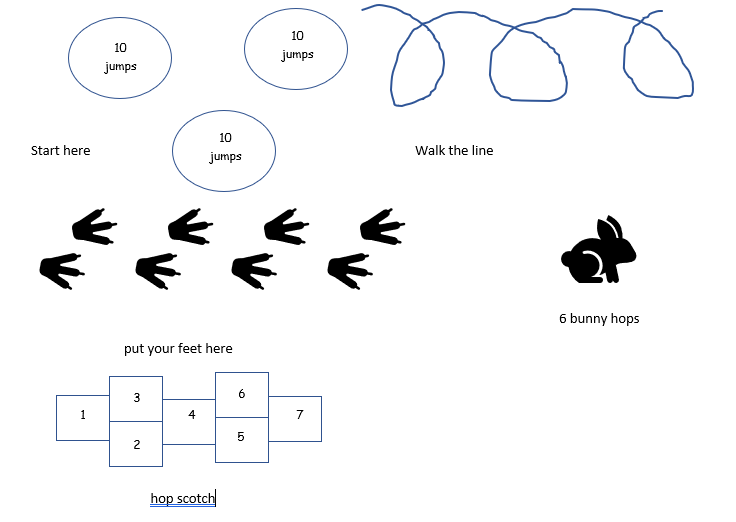 10
jumps
10
jumps
10
jumps
Start here
Walk the line
6 bunny hops
put your feet here
1
3
2
4
6
5
7
hop scotch